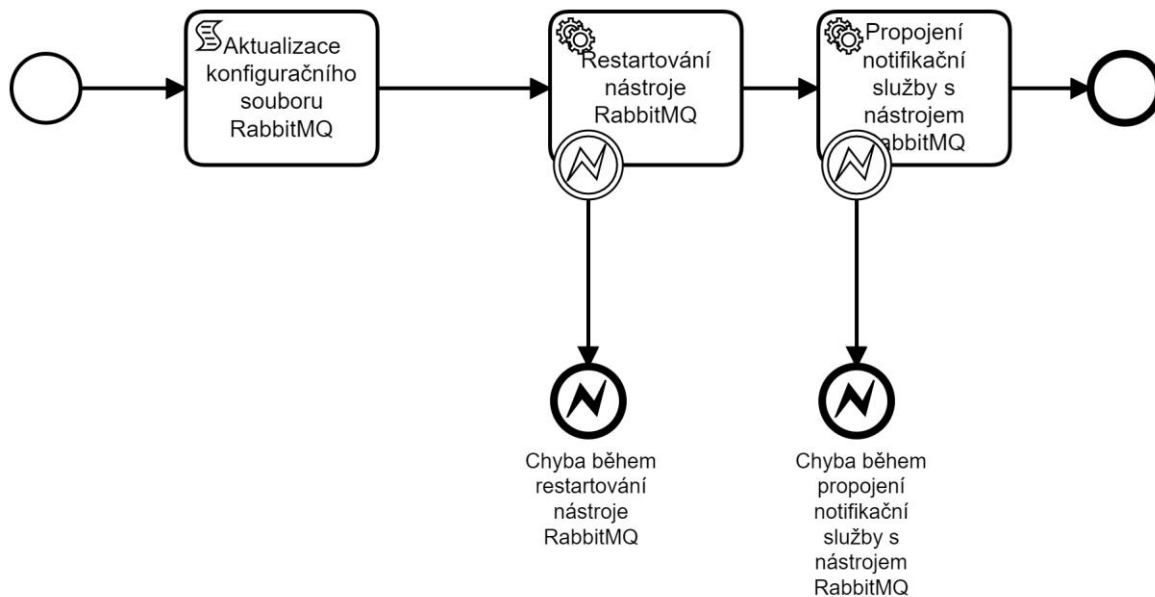 Aktualizace
konfiguračního
souboru
RabbitMQ
Restartování
nástroje
RabbitMQ
Propojení
notifikační
služby s
nástrojem
RabbitMQ
Chyba během
restartování
nástroje
RabbitMQ
Chyba během
propojení
notifikační
služby s
nástrojem
RabbitMQ